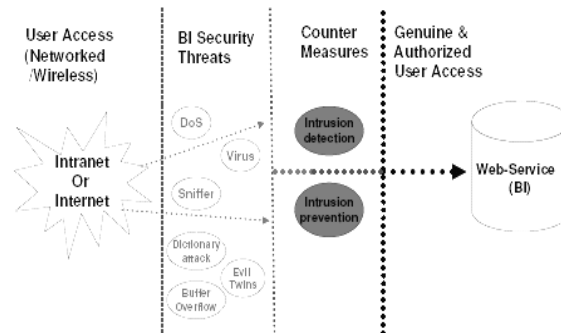 User Access
(Networked
/Wireless)
BI Security
Threats
Counter
Measures
Genuine &
Authorized
User Access
DoS
Virus
Sniffer
Dictionary
attack
Evil
Twins
Buffer
Overflow
Intranet
Or
Internet
Intrusion
detection
Intrusion
prevention
Web-Service
(BI)